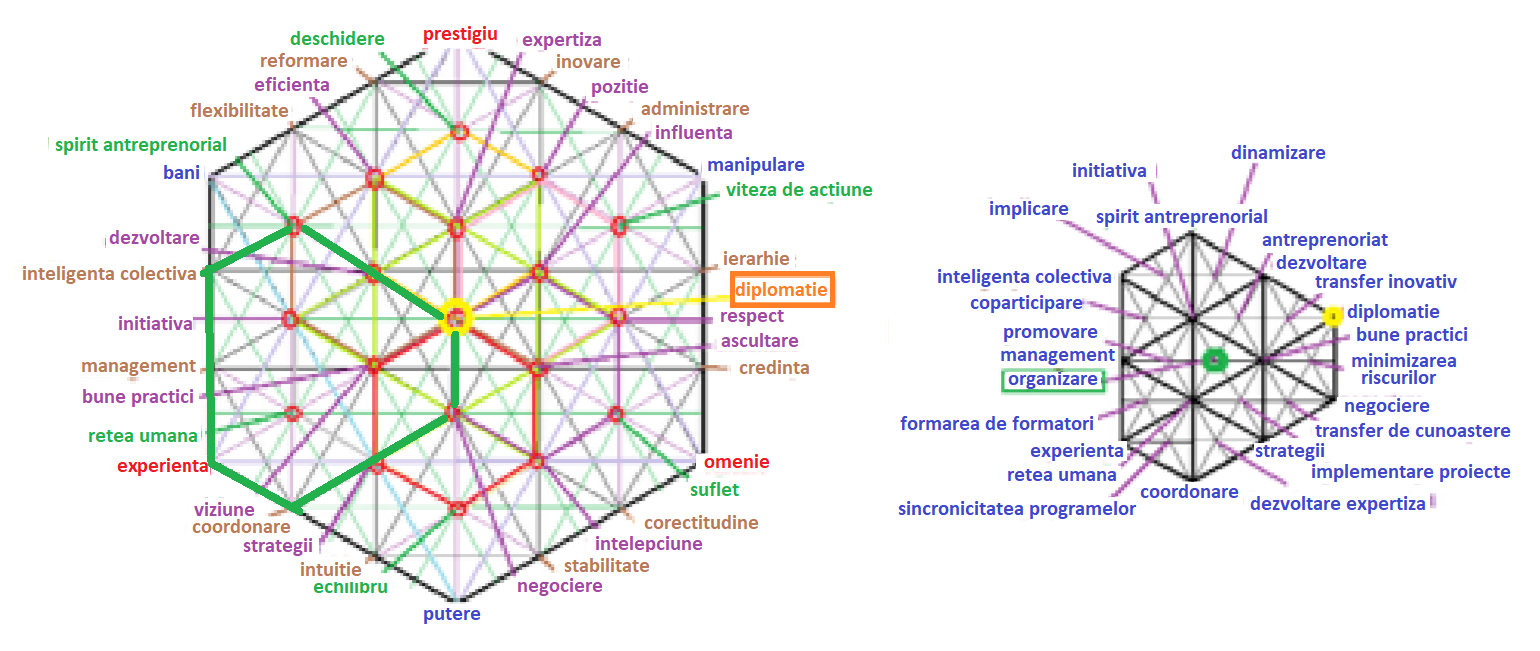 prestigiu
deschidere
expertiza
reformare
inovare
eficienta
pozitie
flexibilitate
administrare
influenta
spirit antreprenorial
bani
manipulare
viteza de actiune
dezvoltare
ierarhie
inteligenta colectiva
diplomatie
initiativa
respect
ascultare
management
credinta
bune practici
retea umana
experienta
omenie
suflet
viziune
coordonare
corectitudine
strategii
intelepciune
intuitie
stabilitate
echilibru
negociere
putere
dinamizare
initiativa
implicare
spirit antreprenorial
antreprenoriat
dezvoltare
inteligenta colectiva
transfer inovativ
coparticipare
diplomatie
promovare
bune practici
management
minimizarea
riscurilor
organizare
negociere
formarea de formatori
transfer de cunoastere
experienta
strategii
retea umana
implementare proiecte
coordonare
dezvoltare expertiza
sincronicitatea programelor